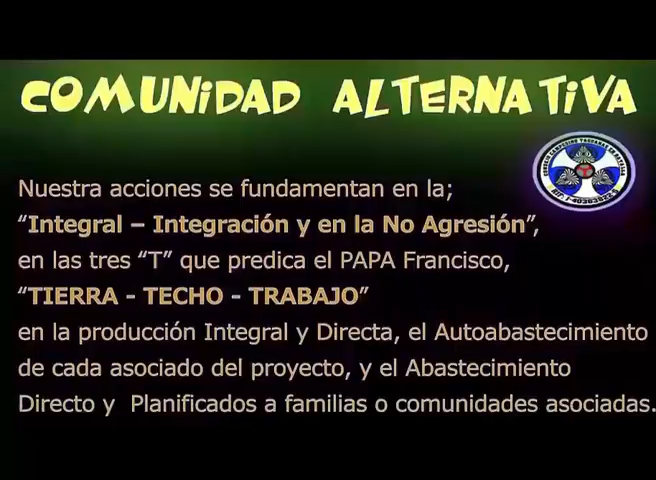 COMUNiDAD ALTERNATiVA
Nuestra acciones se fundamentan en la;
“Integral – Integración y en la No Agresión”,
en las tres “T” que predica el PAPA Francisco,
“TIERRA - TECHO - TRABAJO”
en la producción Integral y Directa, el Autoabastecimiento
de cada asociado del proyecto, y el Abastecimiento
Directo y Planificados a familias o comunidades asociadas.